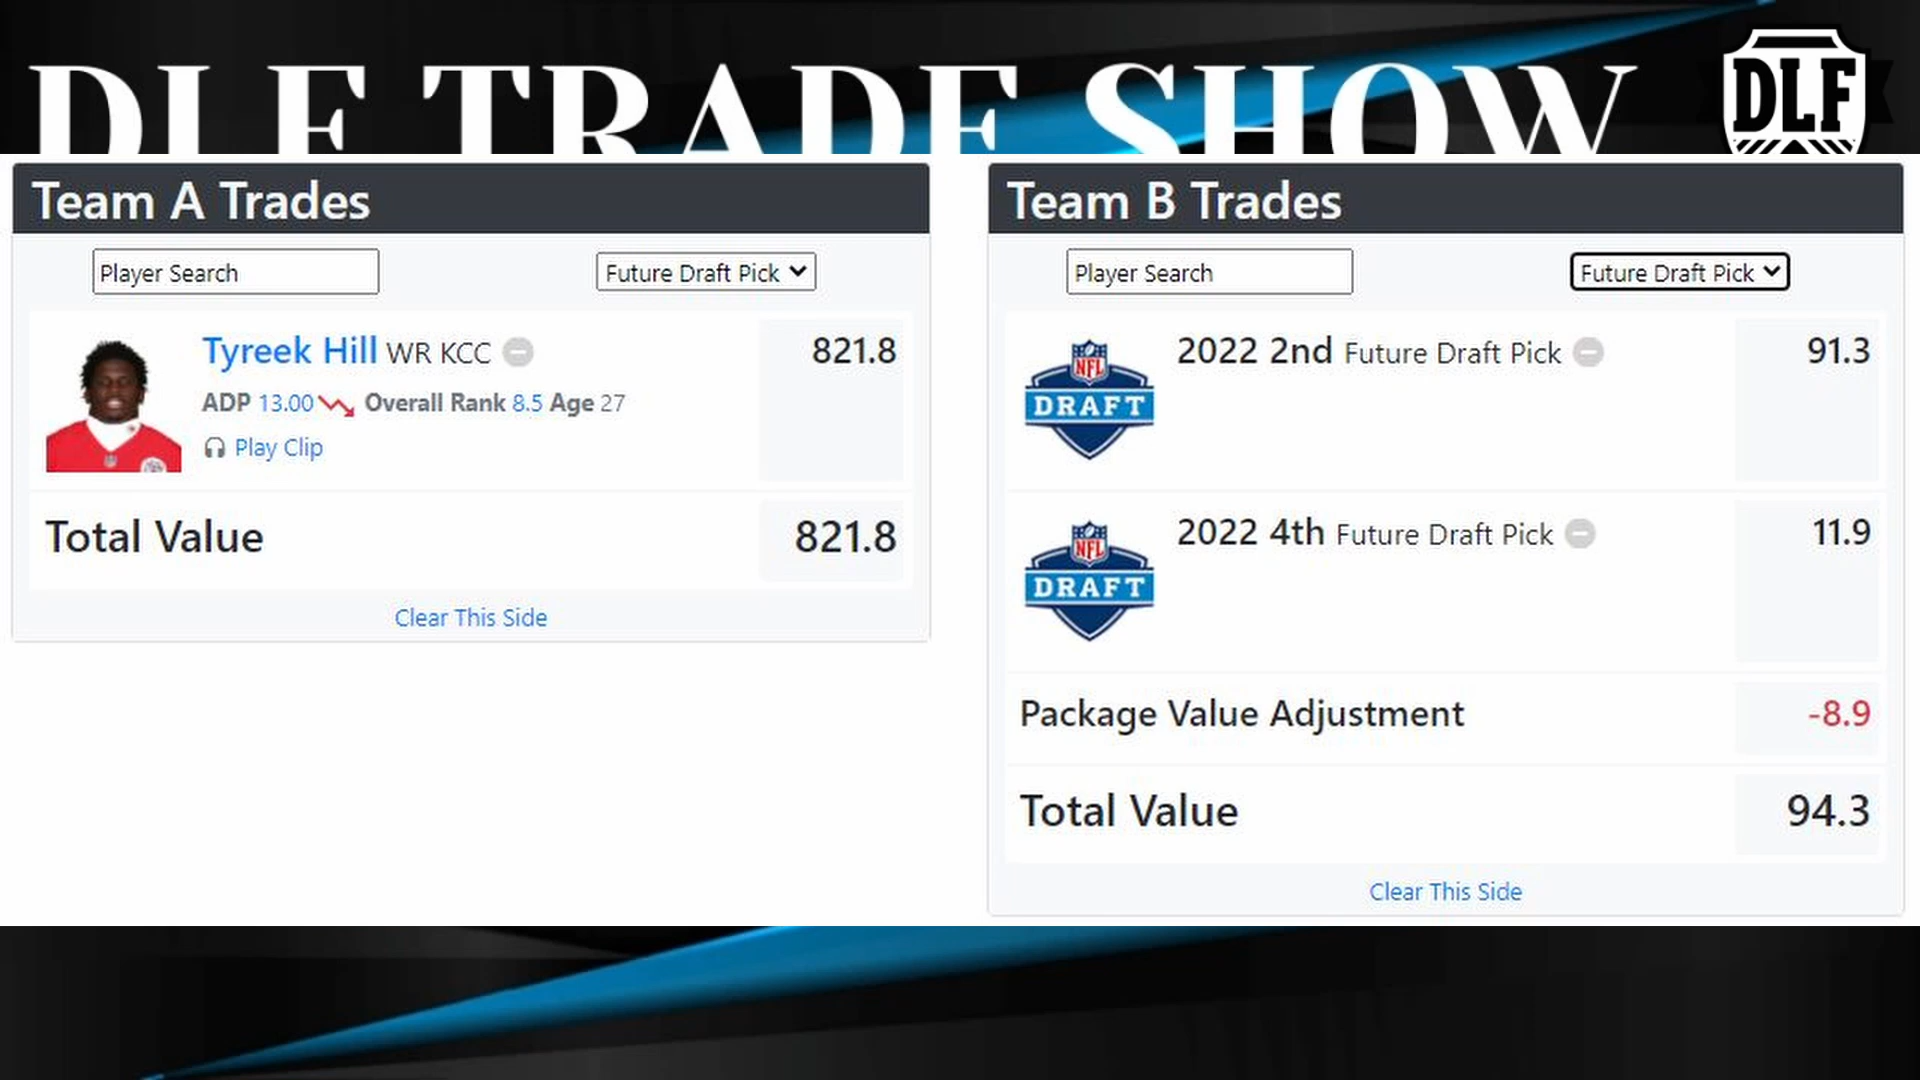 DLF TRADE SHOW
DLF
Team A Trades
Player Search
Future Draft Pick
Tyreek Hill WR KCC
821.8
ADP 13.00 Overall Rank 8.5 Age 27
Play Clip
Total Value
821.8
Clear This Side
Team B Trades
Player Search
Future Draft Pick
NFL
DRAFT
2022 2nd Future Draft Pick
91.3
NFL
DRAFT
2022 4th Future Draft Pick
11.9
Package Value Adjustment
-8.9
Total Value
94.3
Clear This Side